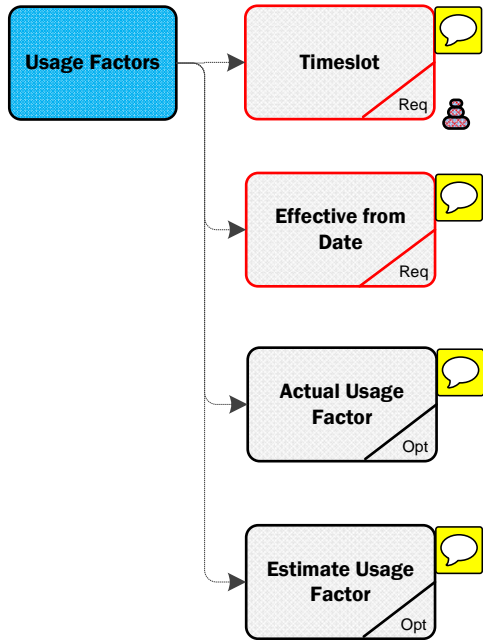 Usage Factors
Timeslot
Req
Effective from
Date
Req
Actual Usage
Factor
Opt
Estimate Usage
Factor
Opt